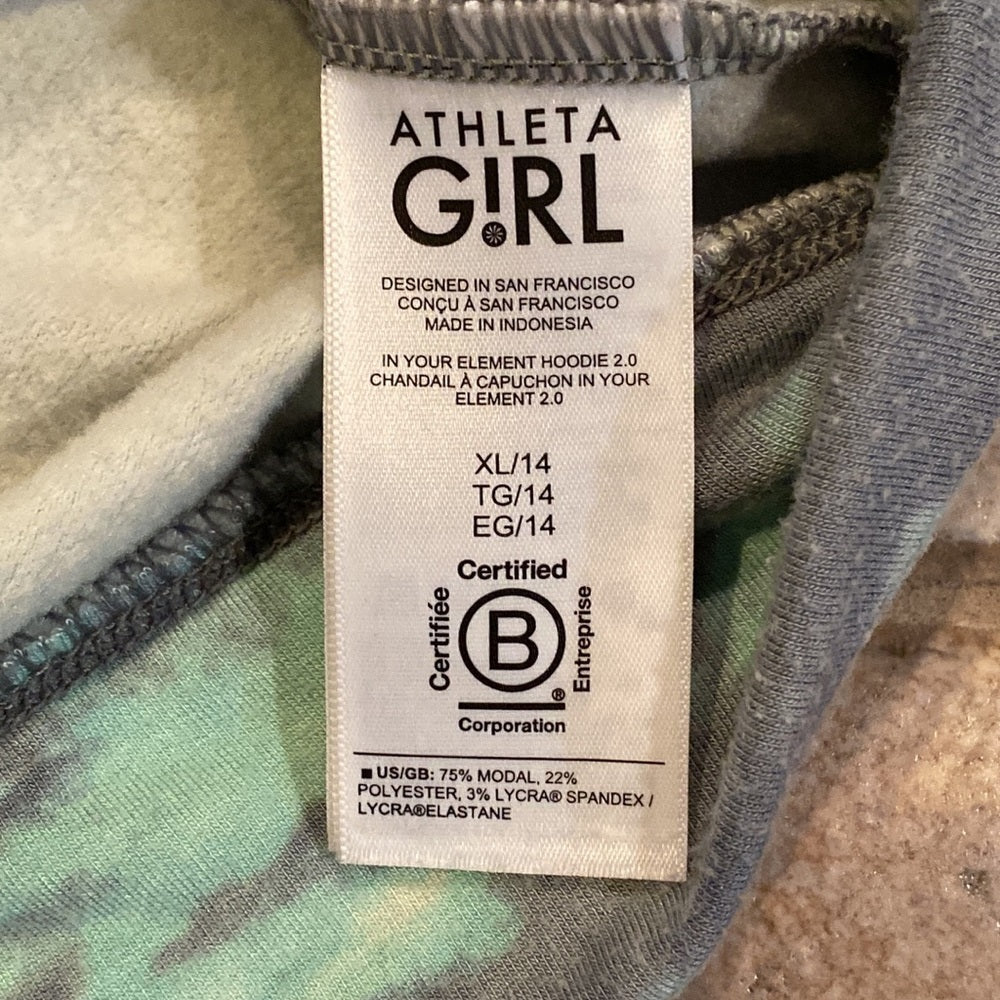 ATHLETA
G!RL
DESIGNED IN SAN FRANCISCO
CONÇU À SAN FRANCISCO
MADE IN INDONESIA
IN YOUR ELEMENT HOODIE 2.0
CHANDAIL À CAPUCHON IN YOUR
ELEMENT 2.0
XL/14
TG/14
EG/14
Certified
Certifiée
B
®
Entreprise
Corporation
■ US/GB: 75% MODAL, 22%
POLYESTER, 3% LYCRA® SPANDEX /
LYCRA®ELASTANE